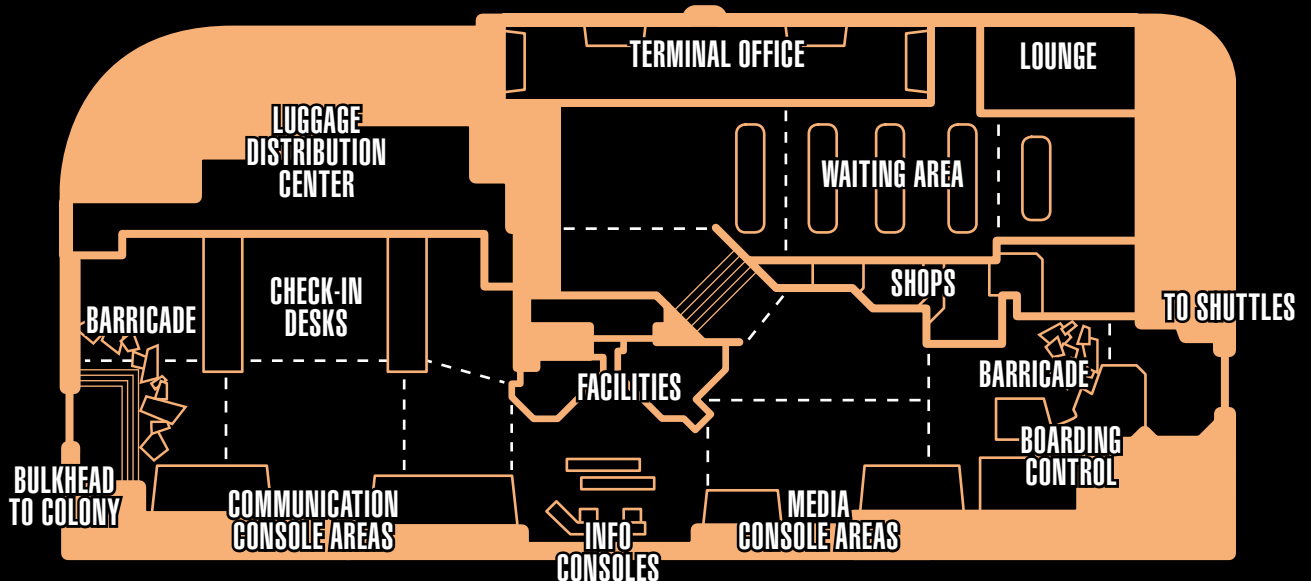 TERMINAL OFFICE
LOUNGE
LUGGAGE
DISTRIBUTION
CENTER
WAITING AREA
CHECK-IN
DESKS
SHOPS
TO SHUTTLES
BARRICADE
FACILITIES
BARRICADE
BOARDING
CONTROL
BULKHEAD
TO COLONY
COMMUNICATION
CONSOLE AREAS
INFO
CONSOLES
MEDIA
CONSOLE AREAS